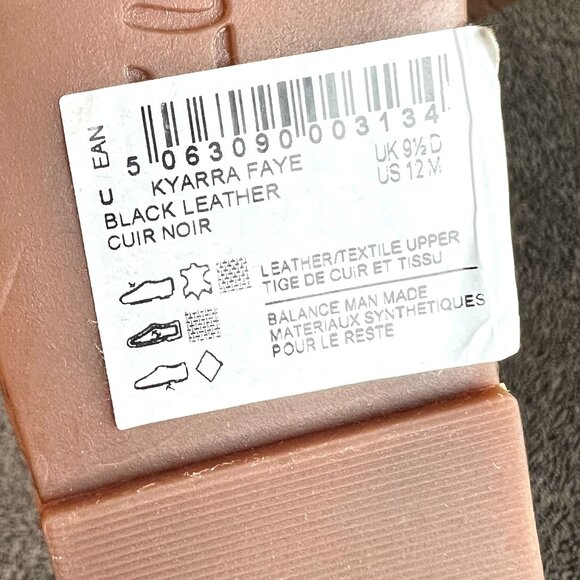 EAN
5 063090 003134
U KYARRA FAYE UK 9½ D
BLACK LEATHER US 12 M
CUIR NOIR
LEATHER/TEXTILE UPPER
TIGE DE CUIR ET TISSU
BALANCE MAN MADE
MATERIAUX SYNTHETIQUES
POUR LE RESTE